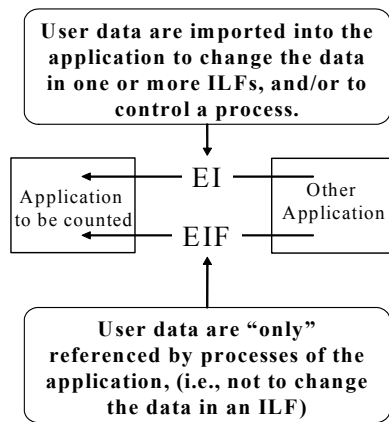 User data are imported into the
application to change the data
in one or more ILFs, and/or to
control a process.
EI
Application
to be counted
Other
Application
EIF
User data are “only”
referenced by processes of the
application, (i.e., not to change
the data in an ILF)